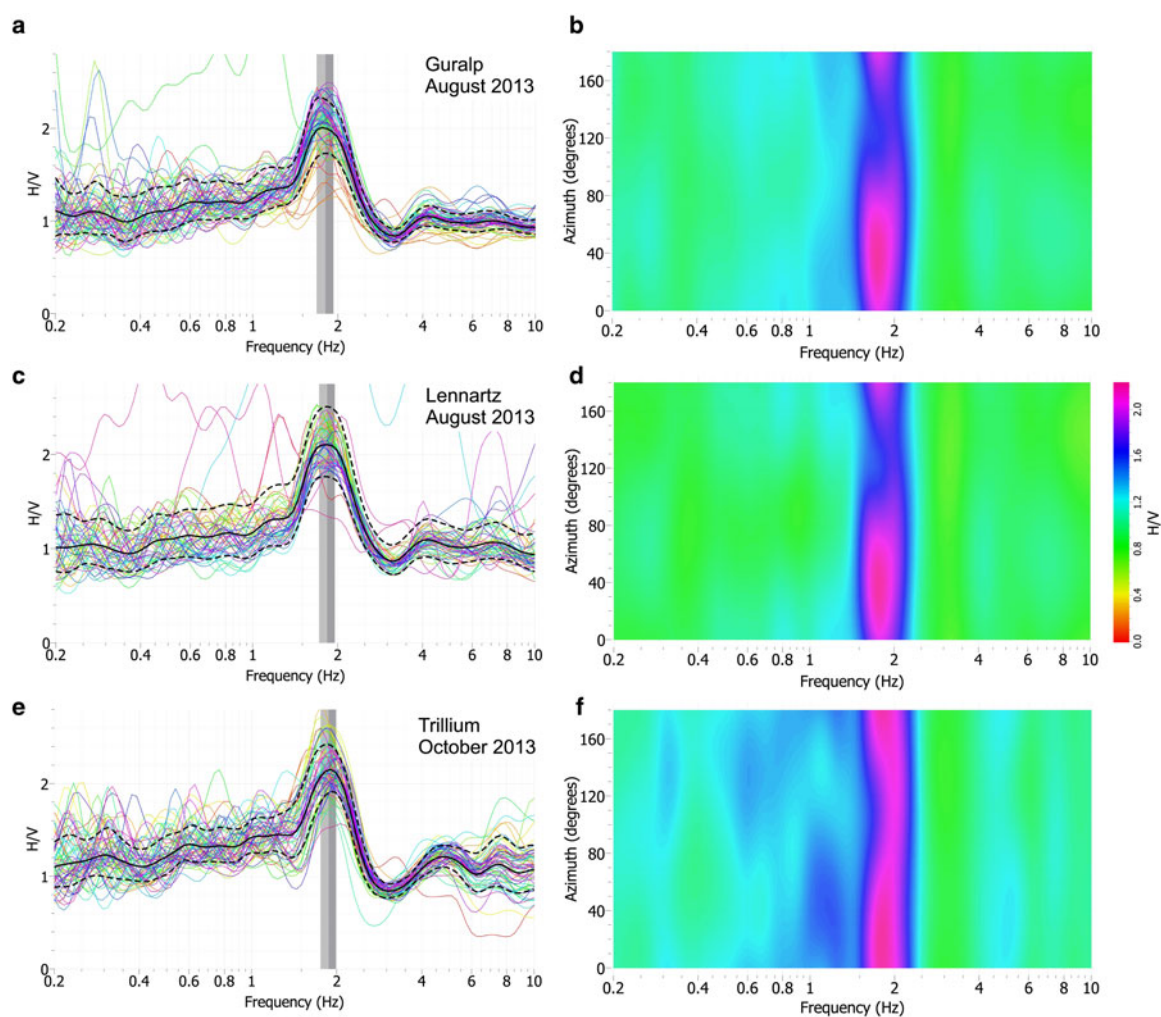 a
b
Guralp
August 2013
H/V
2
1
0
0.2 0.4 0.6 0.8 1 2 4 6 8 10
Frequency (Hz)
Azimuth (degrees)
160
120
80
40
0
0.2 0.4 0.6 0.8 1 2 4 6 8 10
Frequency (Hz)
c
d
Lennartz
August 2013
H/V
2
1
0
0.2 0.4 0.6 0.8 1 2 4 6 8 10
Frequency (Hz)
Azimuth (degrees)
160
120
80
40
0
0.2 0.4 0.6 0.8 1 2 4 6 8 10
Frequency (Hz)
2.0
1.6
1.2
0.8
0.4
0.0
H/V
e
f
Trillium
October 2013
H/V
2
1
0
0.2 0.4 0.6 0.8 1 2 4 6 8 10
Frequency (Hz)
Azimuth (degrees)
160
120
80
40
0
0.2 0.4 0.6 0.8 1 2 4 6 8 10
Frequency (Hz)